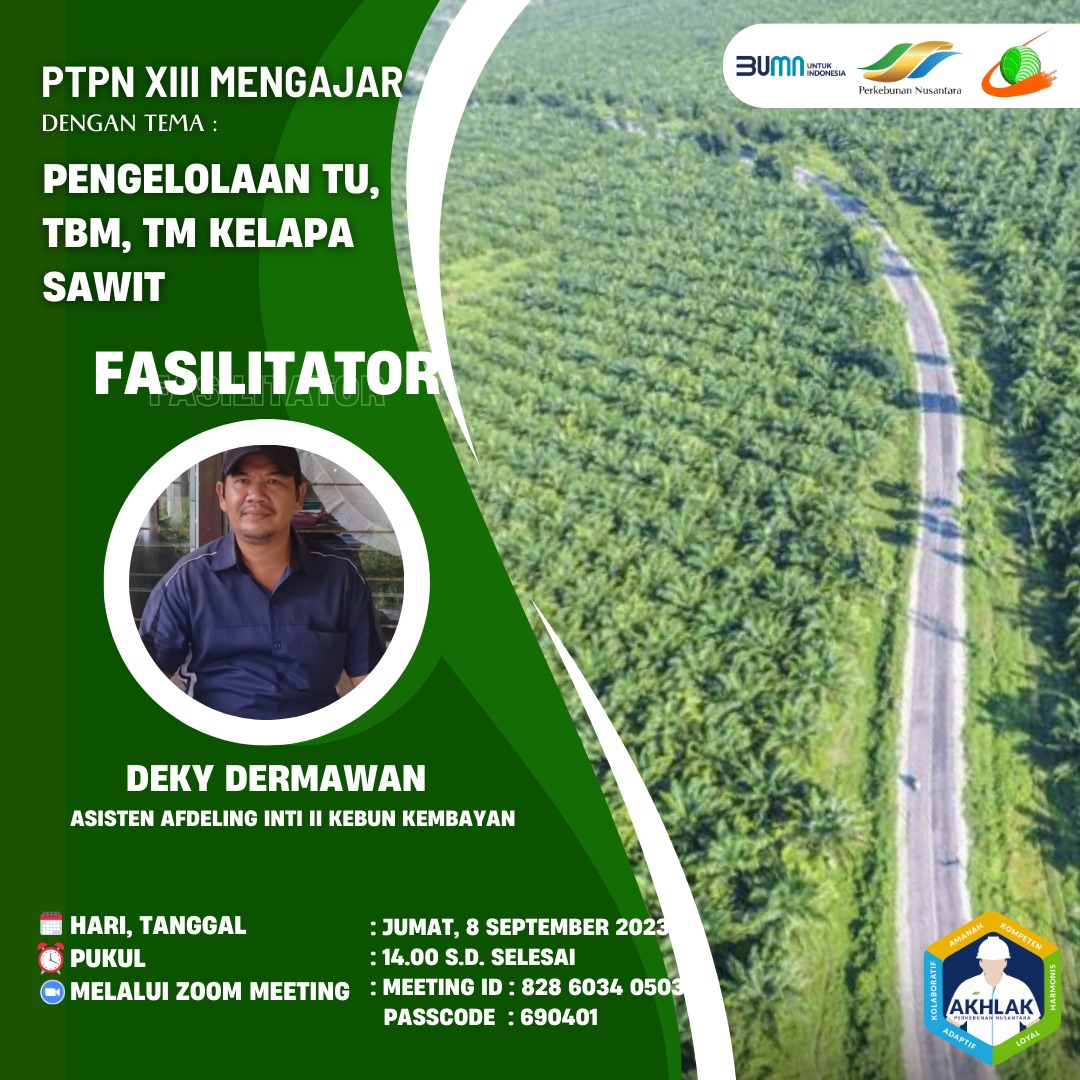 PTPN XIII MENGAJAR
DENGAN TEMA :
PENGELOLAAN TU,
TBM, TM KELAPA
SAWIT
BUMN UNTUK
INDONESIA
Perkebunan Nusantara
FASILITATOR
FASILITATOR
DEKY DERMAWAN
ASISTEN AFDELING INTI II KEBUN KEMBAYAN
HARI, TANGGAL : JUMAT, 8 SEPTEMBER 2023
PUKUL : 14.00 S.D. SELESAI
MELALUI ZOOM MEETING : MEETING ID : 828 6034 0503
PASSCODE : 690401
AMANAH
KOMPETEN
HARMONIS
LOYAL
ADAPTIF
KOLABORATIF
AKHLAK
PERKEBUNAN NUSANTARA